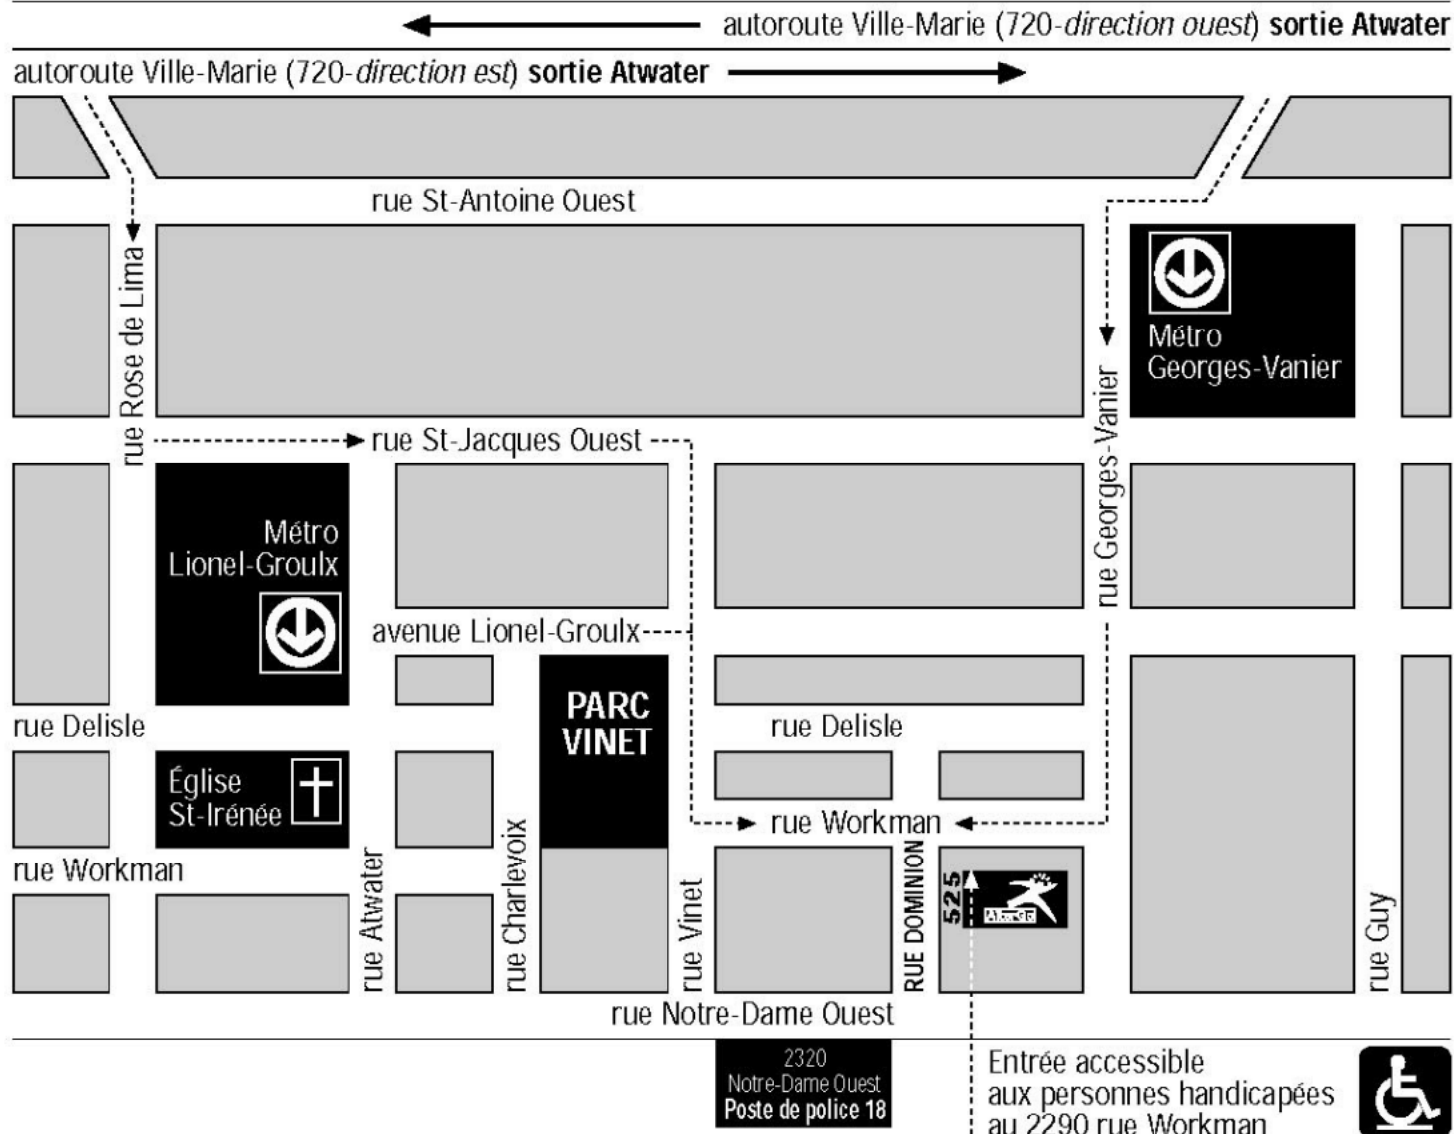 autoroute Ville-Marie (720-direction ouest) sortie Atwater
autoroute Ville-Marie (720-direction est) sortie Atwater
rue St-Antoine Ouest
rue Rose de Lima
Métro
Georges-Vanier
rue Georges-Vanier
rue St-Jacques Ouest
Métro
Lionel-Groulx
avenue Lionel-Groulx
PARC
VINET
rue Delisle
rue Delisle
Église
St-Irénée
rue Workman
rue Workman
rue Atwater
rue Charlevoix
rue Vinet
RUE DOMINION
525
AlterGo
rue Guy
rue Notre-Dame Ouest
2320
Notre-Dame Ouest
Poste de police 18
Entrée accessible
aux personnes handicapées
au 2290 rue Workman